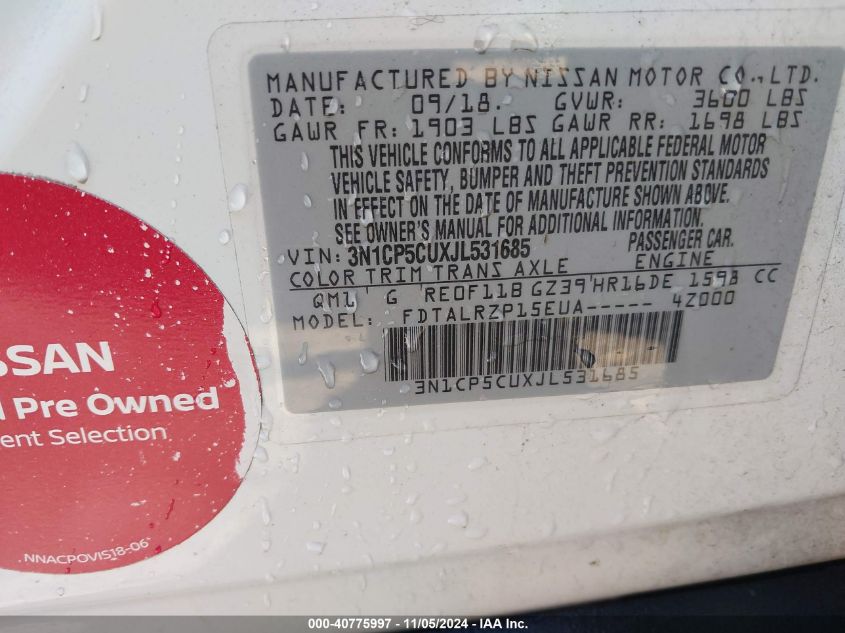 MANUFACTURED BY NISSAN MOTOR CO., LTD.
DATE: 09/18. GVWR: 3600 LBS
GAWR FR: 1903 LBS GAWR RR: 1698 LBS
THIS VEHICLE CONFORMS TO ALL APPLICABLE FEDERAL MOTOR
VEHICLE SAFETY, BUMPER AND THEFT PREVENTION STANDARDS
IN EFFECT ON THE DATE OF MANUFACTURE SHOWN ABOVE.
SEE OWNER'S MANUAL FOR ADDITIONAL INFORMATION.
VIN: 3N1CP5CUXJL531685 PASSENGER CAR.
COLOR TRIM TRANS AXLE ENGINE
QM1 G RE0F11B GZ39 HR16DE 1598 CC
MODEL: FDTALRZP15EUA----- 4Z000
3N1CP5CUXJL531685
SSAN
Pre Owned
ent Selection
NNACPOVIS18-06
000-40775997 - 11/05/2024 - IAA Inc.